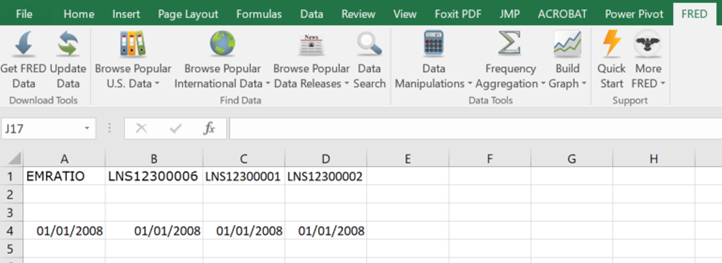 File Home Insert Page Layout Formulas Data Review View Foxit PDF JMP ACROBAT Power Pivot FRED
Get FRED Update Browse Popular Browse Popular Browse Popular Data Data Frequency Build Quick More
Data Data U.S. Data International Data Data Releases Search Manipulations Aggregation Graph Start FRED
Download Tools Find Data Data Tools Support
J17 fx
A B C D E F G H
1 EMRATIO LNS12300006 LNS12300001 LNS12300002
2
3
4 01/01/2008 01/01/2008 01/01/2008 01/01/2008
5